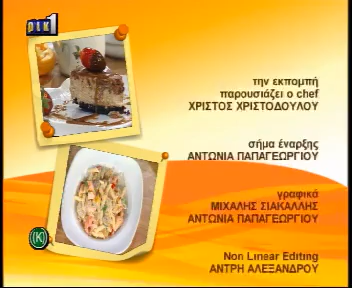 ΡΙΚ1
την εκπομπή
παρουσιάζει ο chef
ΧΡΙΣΤΟΣ ΧΡΙΣΤΟΔΟΥΛΟΥ
σήμα έναρξης
ΑΝΤΩΝΙΑ ΠΑΠΑΓΕΩΡΓΙΟΥ
γραφικά
ΜΙΧΑΛΗΣ ΣΙΑΚΑΛΛΗΣ
ΑΝΤΩΝΙΑ ΠΑΠΑΓΕΩΡΓΙΟΥ
(Κ)
Non Linear Editing
ΑΝΤΡΗ ΑΛΕΞΑΝΔΡΟΥ